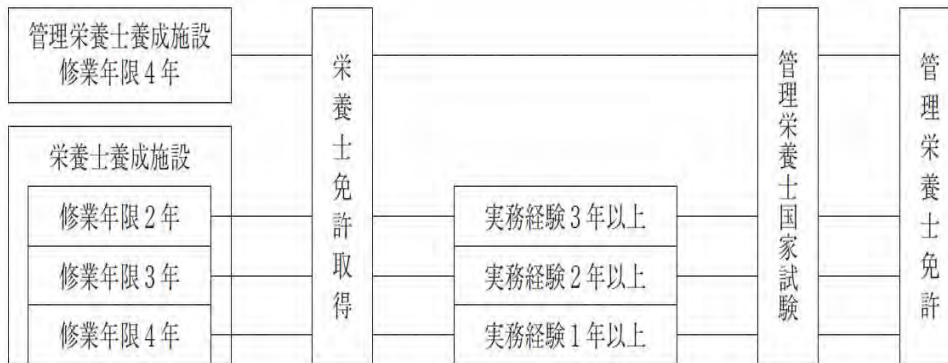 管理栄養士養成施設
修業年限4年
栄養士養成施設
修業年限2年
修業年限3年
修業年限4年
栄養士免許取得
実務経験3年以上
実務経験2年以上
実務経験1年以上
管理栄養士国家試験
管理栄養士免許